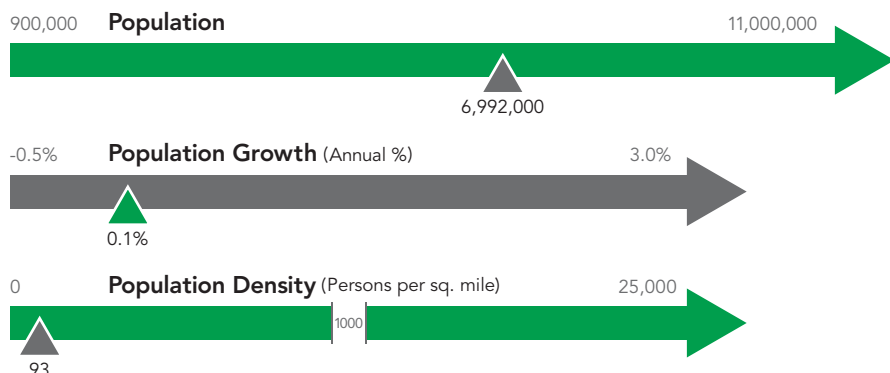 900,000 Population 11,000,000
6,992,000
-0.5% Population Growth (Annual %) 3.0%
0.1%
0 Population Density (Persons per sq. mile) 25,000
1000
93